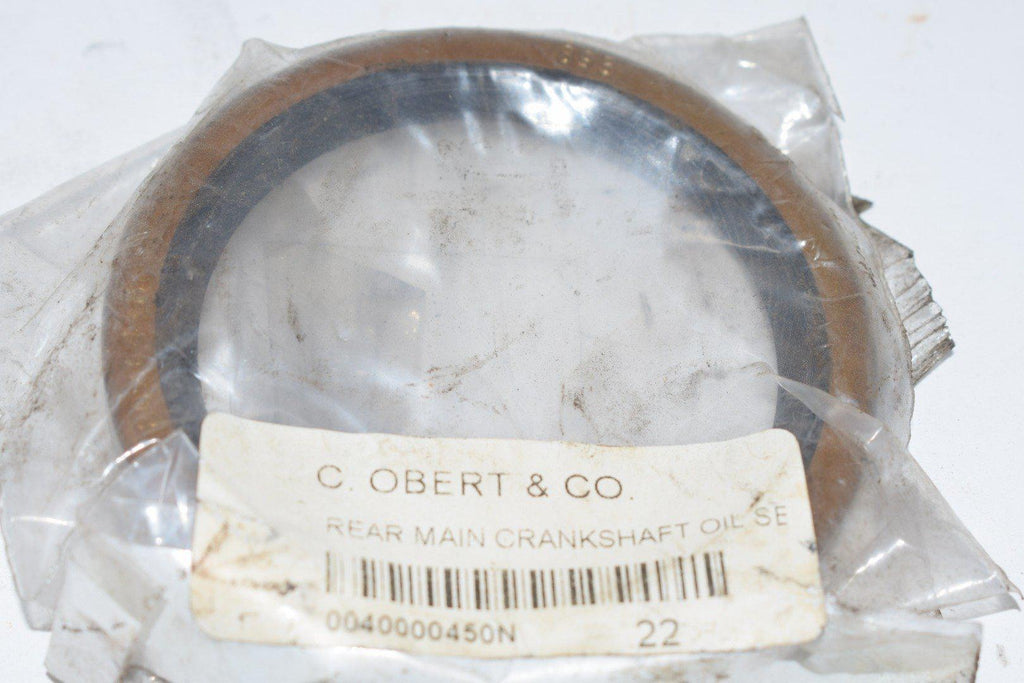 C. OBERT & CO.
REAR MAIN CRANKSHAFT OIL SE
0040000450N 22